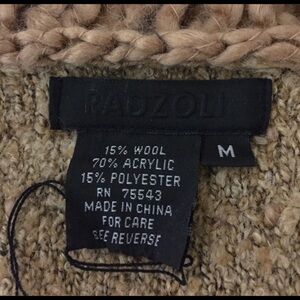 RADZOLI
M
15% WOOL
70% ACRYLIC
15% POLYESTER
RN 75543
MADE IN CHINA
FOR CARE
SEE REVERSE